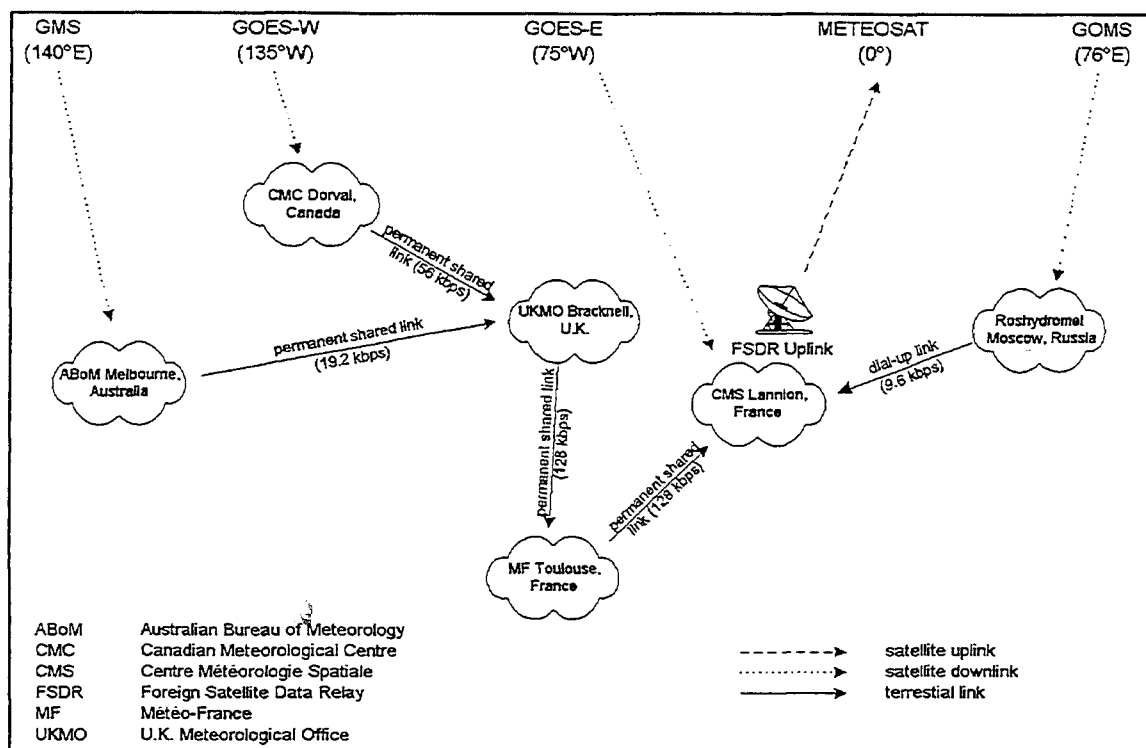 GMS
(140°E)
GOES-W
(135°W)
GOES-E
(75°W)
METEOSAT
(0°)
GOMS
(76°E)
CMC Dorval,
Canada
permanent shared
link (56 kbps)
UKMO Bracknell,
U.K.
FSDR Uplink
Roshydromet
Moscow, Russia
permanent shared link
(19.2 kbps)
ABoM Melbourne,
Australia
dial-up link
(9.6 kbps)
CMS Lannion,
France
permanent shared link
(128 kbps)
permanent shared
link (128 kbps)
MF Toulouse,
France
ABoM Australian Bureau of Meteorology
CMC Canadian Meteorological Centre
CMS Centre Météorologie Spatiale
FSDR Foreign Satellite Data Relay
MF Météo-France
UKMO U.K. Meteorological Office
satellite uplink
satellite downlink
terrestial link